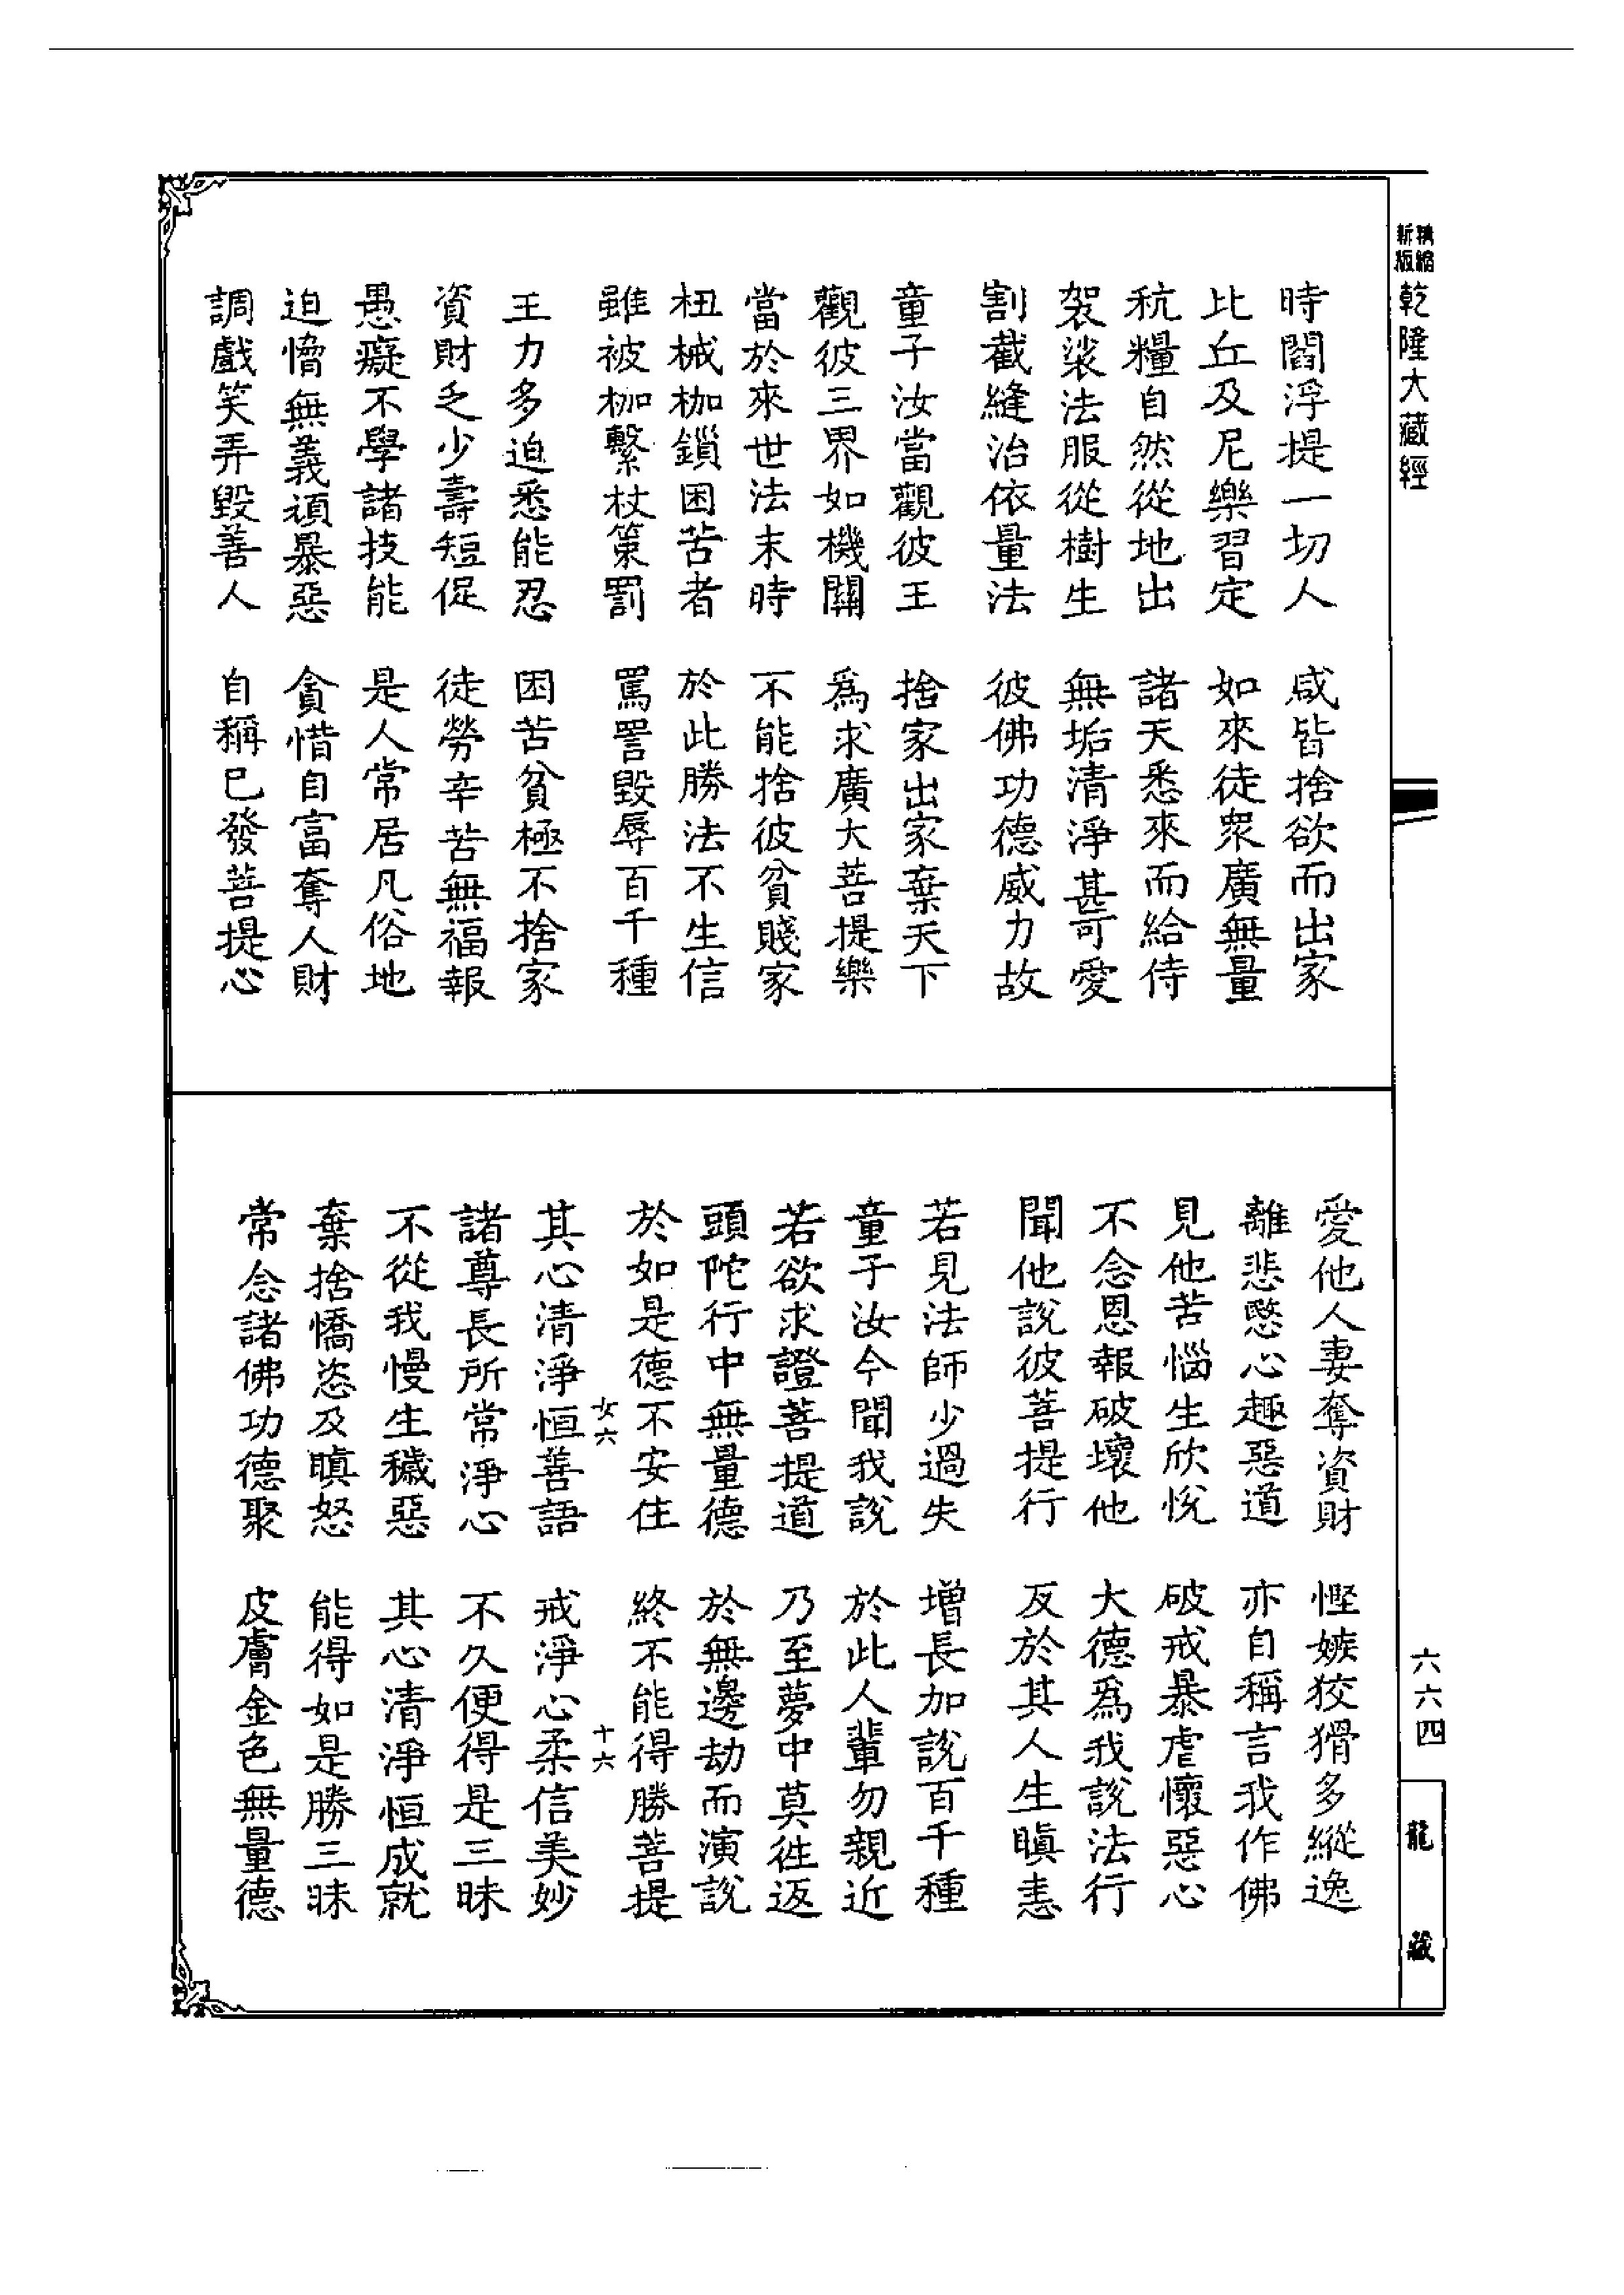 精縮新版 乾隆大藏經
時閻浮提一切人 咸皆捨欲而出家
比丘及尼樂習定 如來徒眾廣無量
秔糧自然從地出 諸天悉來而給侍
袈裟法服從樹生 無垢清淨甚可愛
割截縫治依量法 彼佛功德威力故
童子汝當觀彼王 捨家出家棄天下
觀彼三界如機關 為求廣大菩提樂
當於來世法末時 不能捨彼貧賤家
杻械枷鎖困苦者 於此勝法不生信
雖被枷繫杖策罰 罵詈毀辱百千種
王力多迫悉能忍 困苦貧極不捨家
資財乏少壽短促 徒勞辛苦無福報
愚癡不學諸技能 是人常居凡俗地
迫憎無義頑暴惡 貪惜自富奪人財
調戲笑弄毀善人 自稱已發菩提心
愛他人妻奪資財 慳嫉狡猾多縱逸
離悲愍心趣惡道 亦自稱言我作佛
見他苦惱生欣悅 破戒暴虐懷惡心
不念恩報破壞他 大德為我說法行
聞他說彼菩提行 反於其人生瞋恚
若見法師少過失 增長加說百千種
童子汝今聞我說 於此人輩勿親近
若欲求證菩提道 乃至夢中莫往返
頭陀行中無量德 於無邊劫而演說
於如是德不安住 終不能得勝菩提
女六 十六
其心清淨恒善語 戒淨心柔信美妙
諸尊長所常淨心 不久便得是三昧
不從我慢生穢惡 其心清淨恒成就
棄捨憍恣及瞋怒 能得如是勝三昧
常念諸佛功德聚 皮膚金色無量德
六六四
龍藏